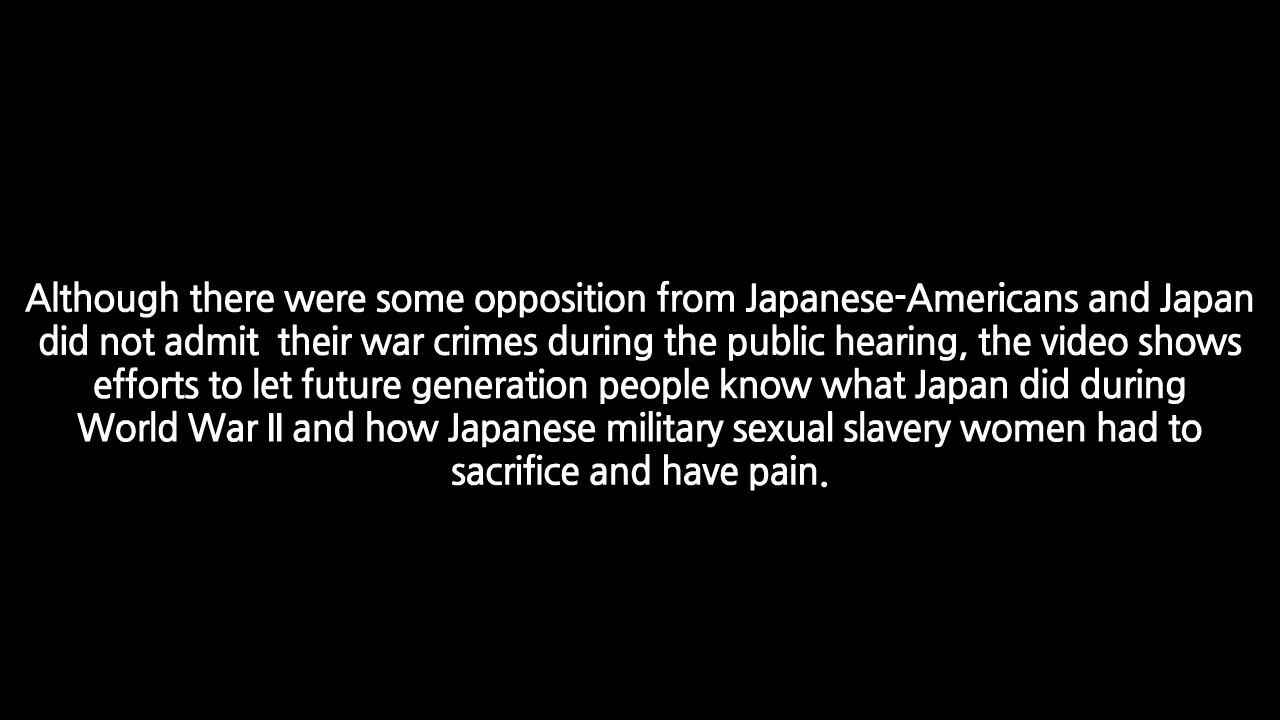 Although there were some opposition from Japanese-Americans and Japan
did not admit  their war crimes during the public hearing, the video shows
efforts to let future generation people know what Japan did during
World War II and how Japanese military sexual slavery women had to
sacrifice and have pain.